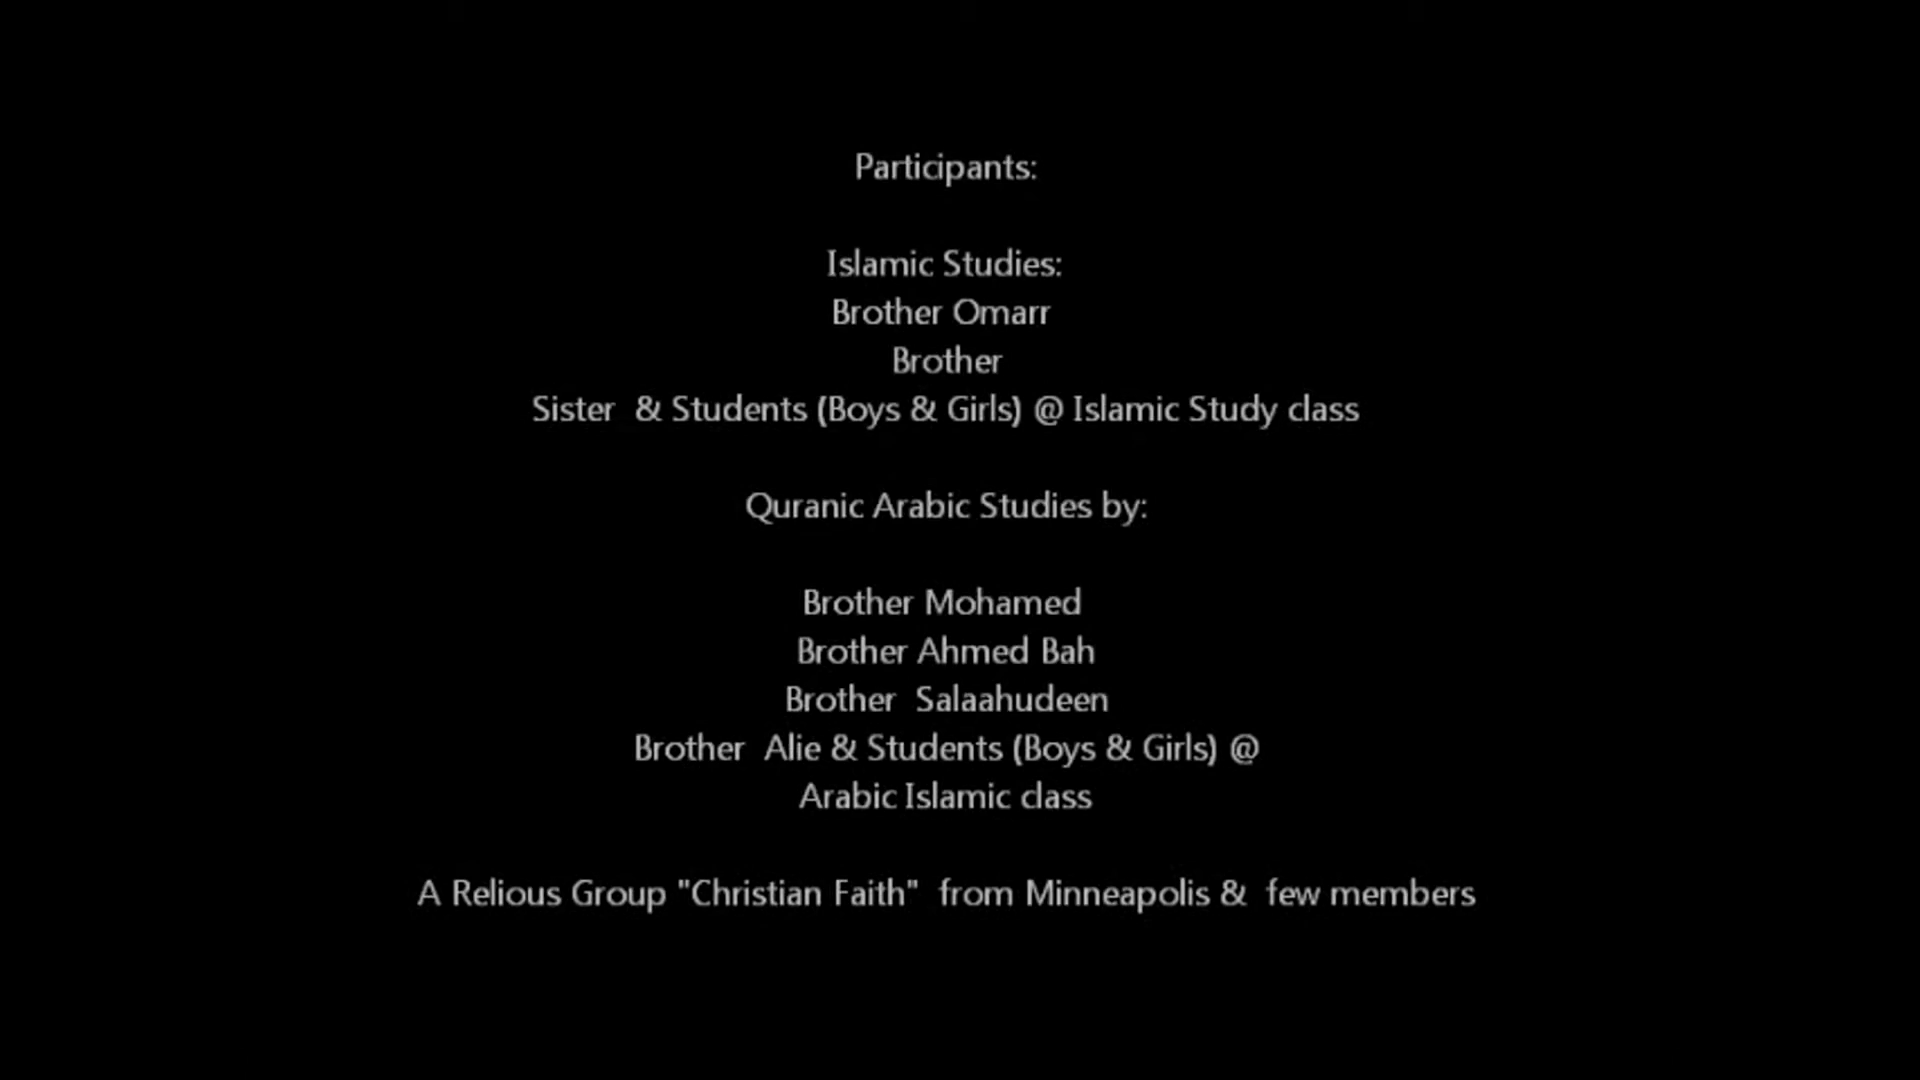 Participants:
Islamic Studies:
Brother Omarr
Brother
Sister & Students (Boys & Girls) @ Islamic Study class
Quranic Arabic Studies by:
Brother Mohamed
Brother Ahmed Bah
Brother Salaahudeen
Brother Alie & Students (Boys & Girls) @
Arabic Islamic class
A Relious Group "Christian Faith" from Minneapolis & few members